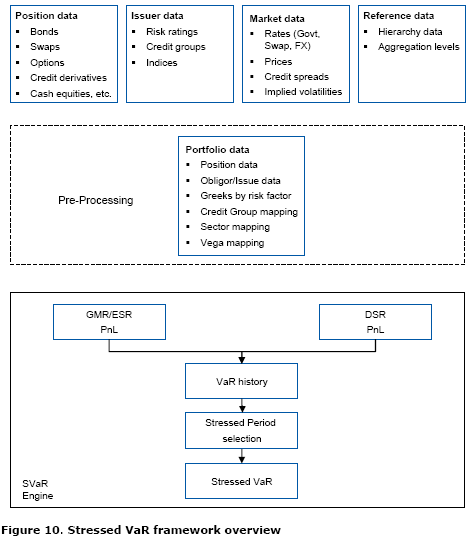 Position data
▪ Bonds
▪ Swaps
▪ Options
▪ Credit derivatives
▪ Cash equities, etc.
Issuer data
▪ Risk ratings
▪ Credit groups
▪ Indices
Market data
▪ Rates (Govt,
Swap, FX)
▪ Prices
▪ Credit spreads
▪ Implied volatilities
Reference data
▪ Hierarchy data
▪ Aggregation levels
Pre-Processing
Portfolio data
▪ Position data
▪ Obligor/Issue data
▪ Greeks by risk factor
▪ Credit Group mapping
▪ Sector mapping
▪ Vega mapping
GMR/ESR
PnL
DSR
PnL
VaR history
Stressed Period
selection
Stressed VaR
SVaR
Engine
Figure 10. Stressed VaR framework overview